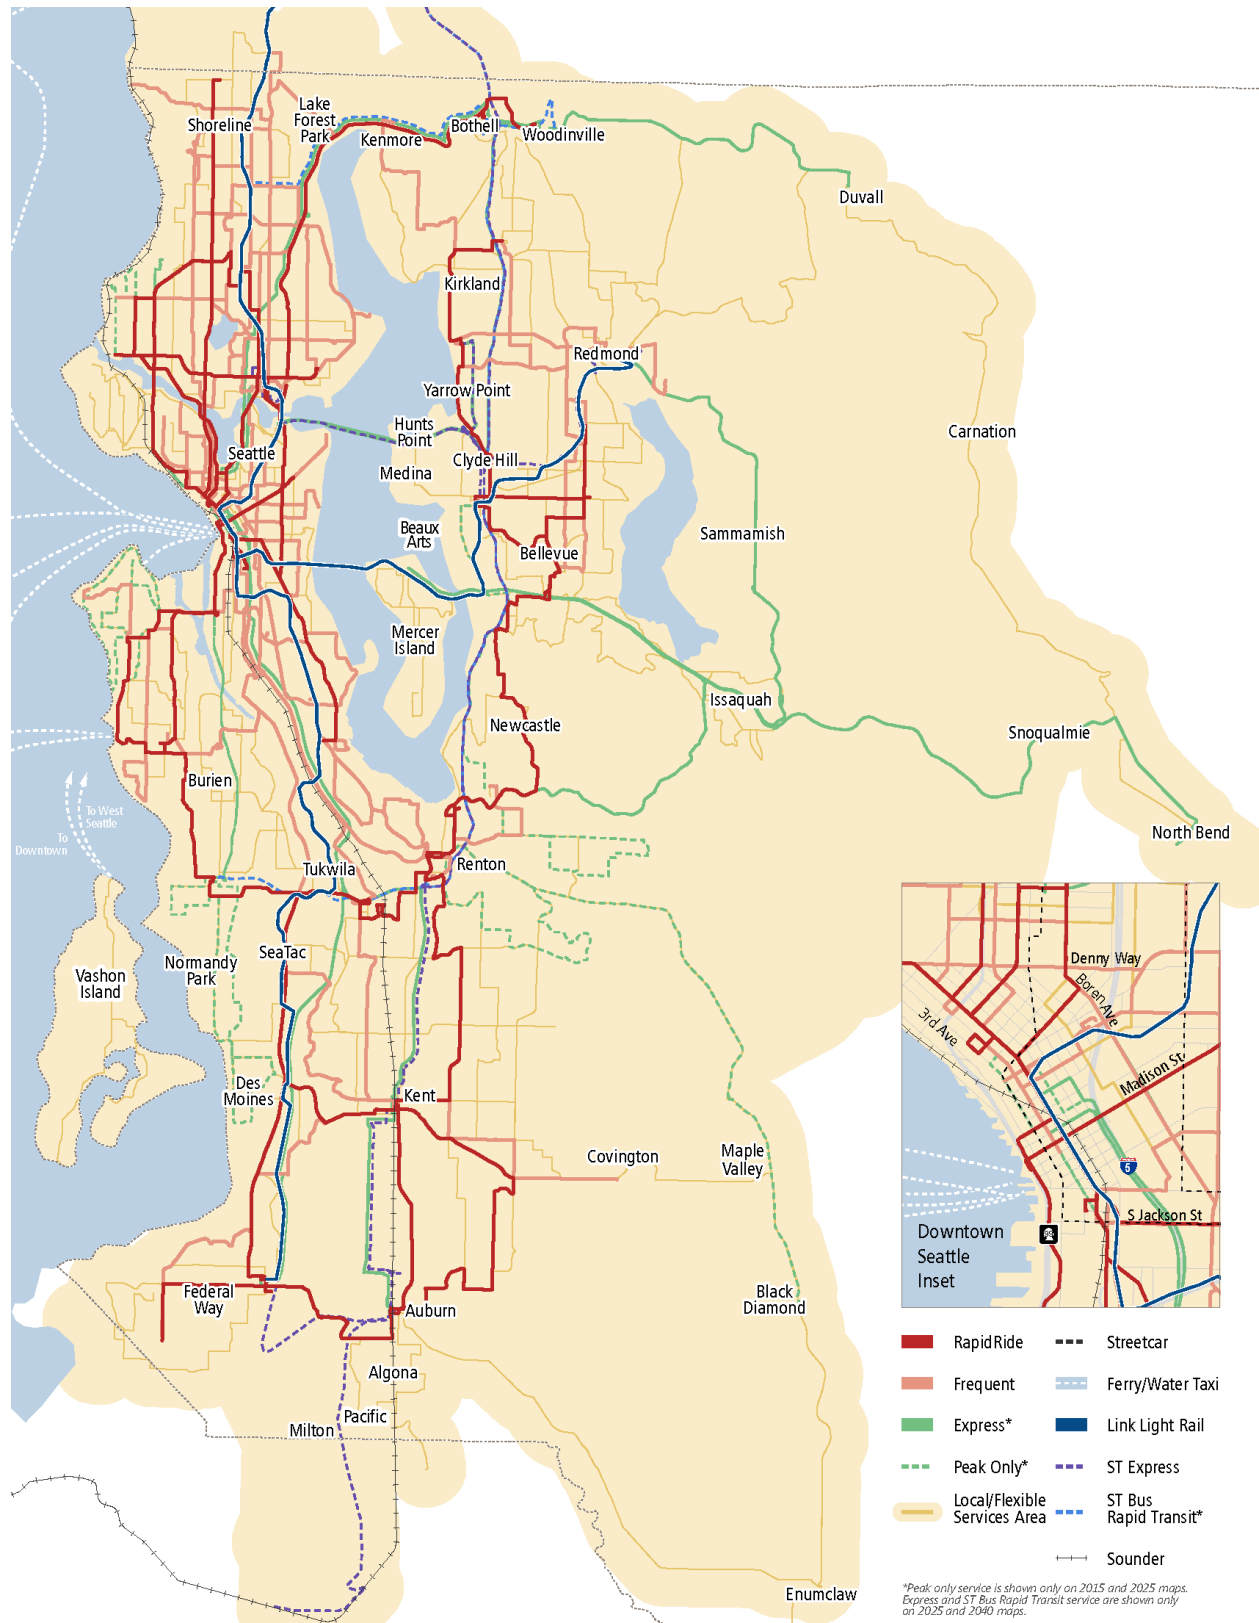 Shoreline
Lake
Forest
Park
Kenmore
Bothell
Woodinville
Duvall
Kirkland
Redmond
Yarrow Point
Hunts
Point
Carnation
Seattle
Clyde Hill
Medina
Beaux
Arts
Bellevue
Sammamish
Mercer
Island
Issaquah
Newcastle
Snoqualmie
Burien
To West
Seattle
To
Downtown
North Bend
Tukwila
Renton
SeaTac
Normandy
Park
Vashon
Island
Des
Moines
Kent
Covington
Maple
Valley
Federal
Way
Auburn
Black
Diamond
Algona
Pacific
Milton
Enumclaw
Denny Way
Boren Ave
3rd Ave
Madison St
5
S Jackson St
Downtown
Seattle
Inset
RapidRide
Frequent
Express*
Peak Only*
Local/Flexible
Services Area
Streetcar
Ferry/Water Taxi
Link Light Rail
ST Express
ST Bus
Rapid Transit*
Sounder
*Peak only service is shown only on 2015 and 2025 maps.
Express and ST Bus Rapid Transit service are shown only
on 2025 and 2040 maps.